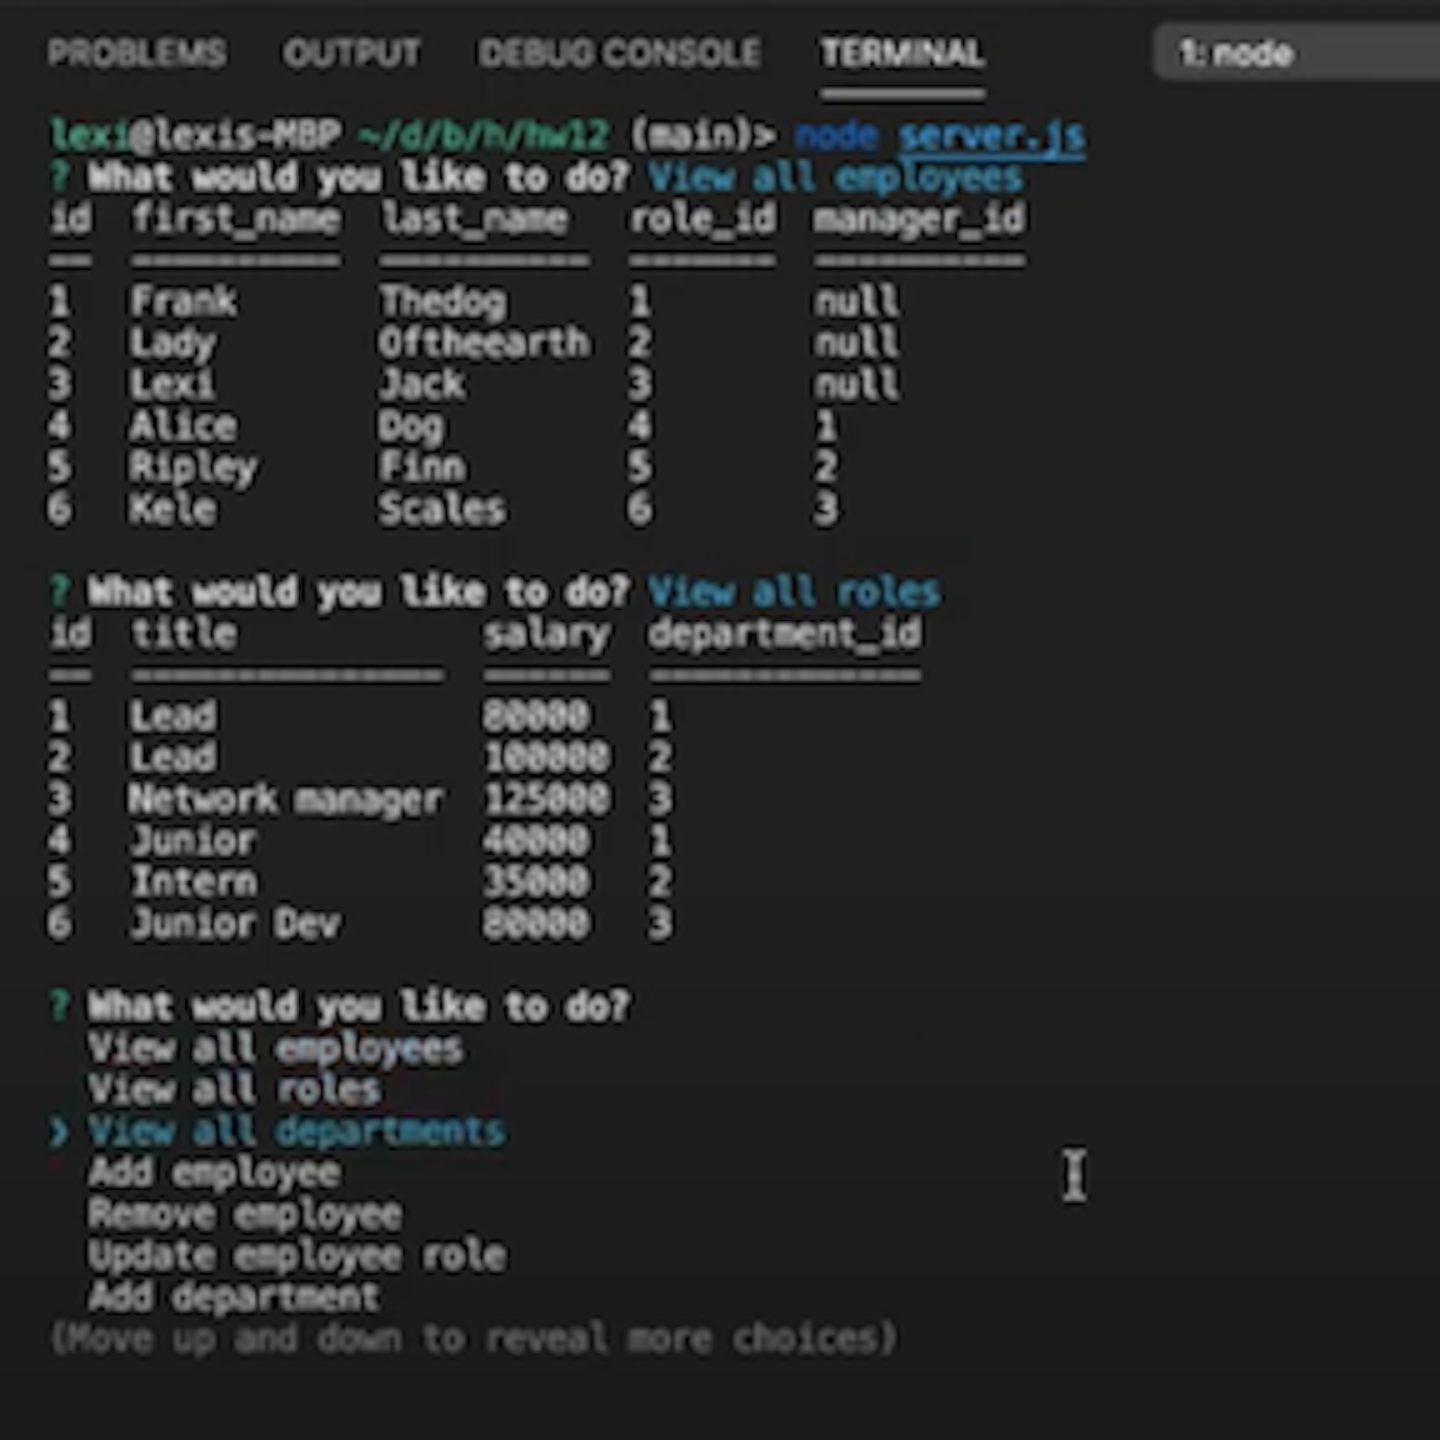 PROBLEMS OUTPUT DEBUG CONSOLE TERMINAL 1: node
lexi@lexis-MBP ~/d/b/h/hw12 (main)> node server.js
? What would you like to do? View all employees
id first_name last_name role_id manager_id
-- ---------- ---------- ------- ----------
1 Frank Thedog 1 null
2 Lady Oftheearth 2 null
3 Lexi Jack 3 null
4 Alice Dog 4 1
5 Ripley Finn 5 2
6 Kele Scales 6 3
? What would you like to do? View all roles
id title salary department_id
-- --------------- ------ -------------
1 Lead 80000 1
2 Lead 100000 2
3 Network manager 125000 3
4 Junior 40000 1
5 Intern 35000 2
6 Junior Dev 80000 3
? What would you like to do?
View all employees
View all roles
❯ View all departments
Add employee
Remove employee
Update employee role
Add department
(Move up and down to reveal more choices)